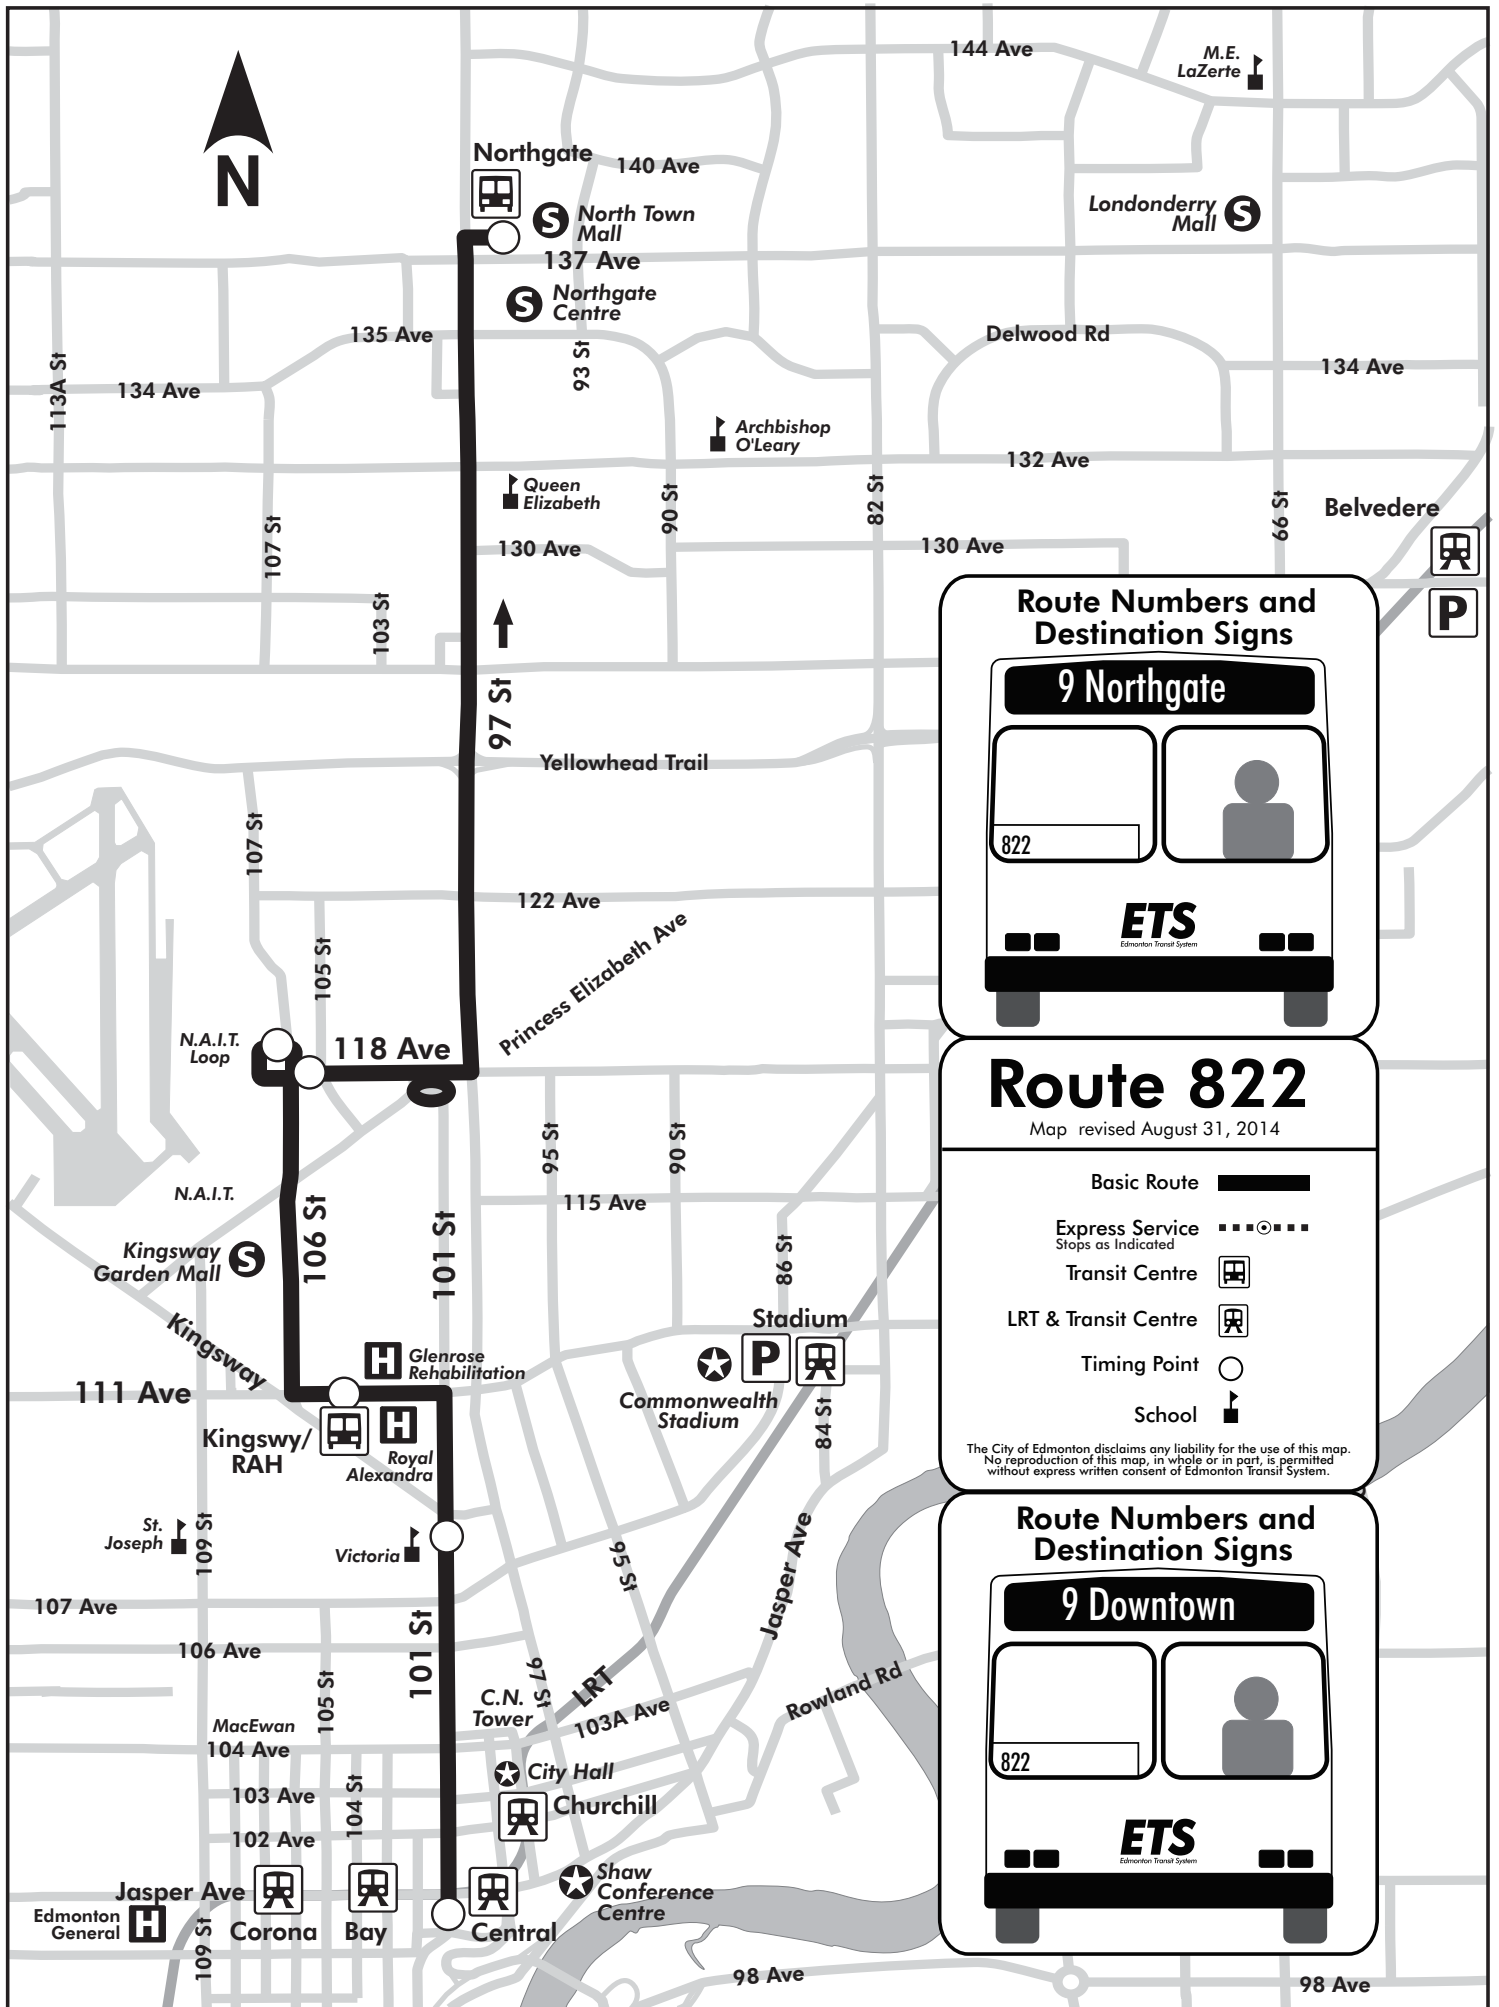 144 Ave
M.E.
LaZerte
N
Northgate
140 Ave
S
North Town
Mall
Londonderry
Mall
S
137 Ave
S
Northgate
Centre
135 Ave
93 St
Delwood Rd
113A St
134 Ave
134 Ave
Archbishop
O'Leary
132 Ave
Queen
Elizabeth
90 St
82 St
66 St
Belvedere
P
107 St
130 Ave
130 Ave
103 St
97 St
Yellowhead Trail
107 St
122 Ave
Princess Elizabeth Ave
105 St
N.A.I.T.
Loop
118 Ave
95 St
90 St
N.A.I.T.
106 St
101 St
115 Ave
86 St
Kingsway
Garden Mall
S
Kingsway
H
Glenrose
Rehabilitation
Stadium
P
Commonwealth
Stadium
84 St
111 Ave
Kingswy/
RAH
H
Royal
Alexandra
St.
Joseph
109 St
Victoria
95 St
Jasper Ave
107 Ave
106 Ave
101 St
105 St
97 St
LRT
C.N.
Tower
103A Ave
Rowland Rd
MacEwan
104 Ave
City Hall
103 Ave
104 St
Churchill
102 Ave
Jasper Ave
Shaw
Conference
Centre
Edmonton
General
H
109 St
Corona
Bay
Central
98 Ave
98 Ave
Route Numbers and
Destination Signs
9 Northgate
822
ETS
Edmonton Transit System
Route 822
Map revised August 31, 2014
Basic Route
Express Service
Stops as Indicated
Transit Centre
LRT & Transit Centre
Timing Point
School
The City of Edmonton disclaims any liability for the use of this map.
No reproduction of this map, in whole or in part, is permitted
without express written consent of Edmonton Transit System.
Route Numbers and
Destination Signs
9 Downtown
822
ETS
Edmonton Transit System